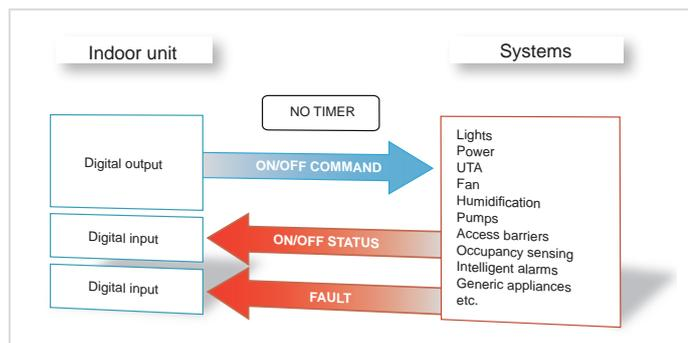 Indoor unit
Systems
NO TIMER
Digital output
ON/OFF COMMAND
Digital input
ON/OFF STATUS
Digital input
FAULT
Lights
Power
UTA
Fan
Humidification
Pumps
Access barriers
Occupancy sensing
Intelligent alarms
Generic appliances
etc.